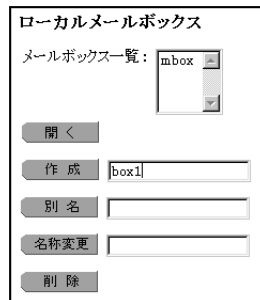 ローカルメールボックス
メールボックス一覧： mbox
開 く
作 成 box1
別 名
名称変更
削 除